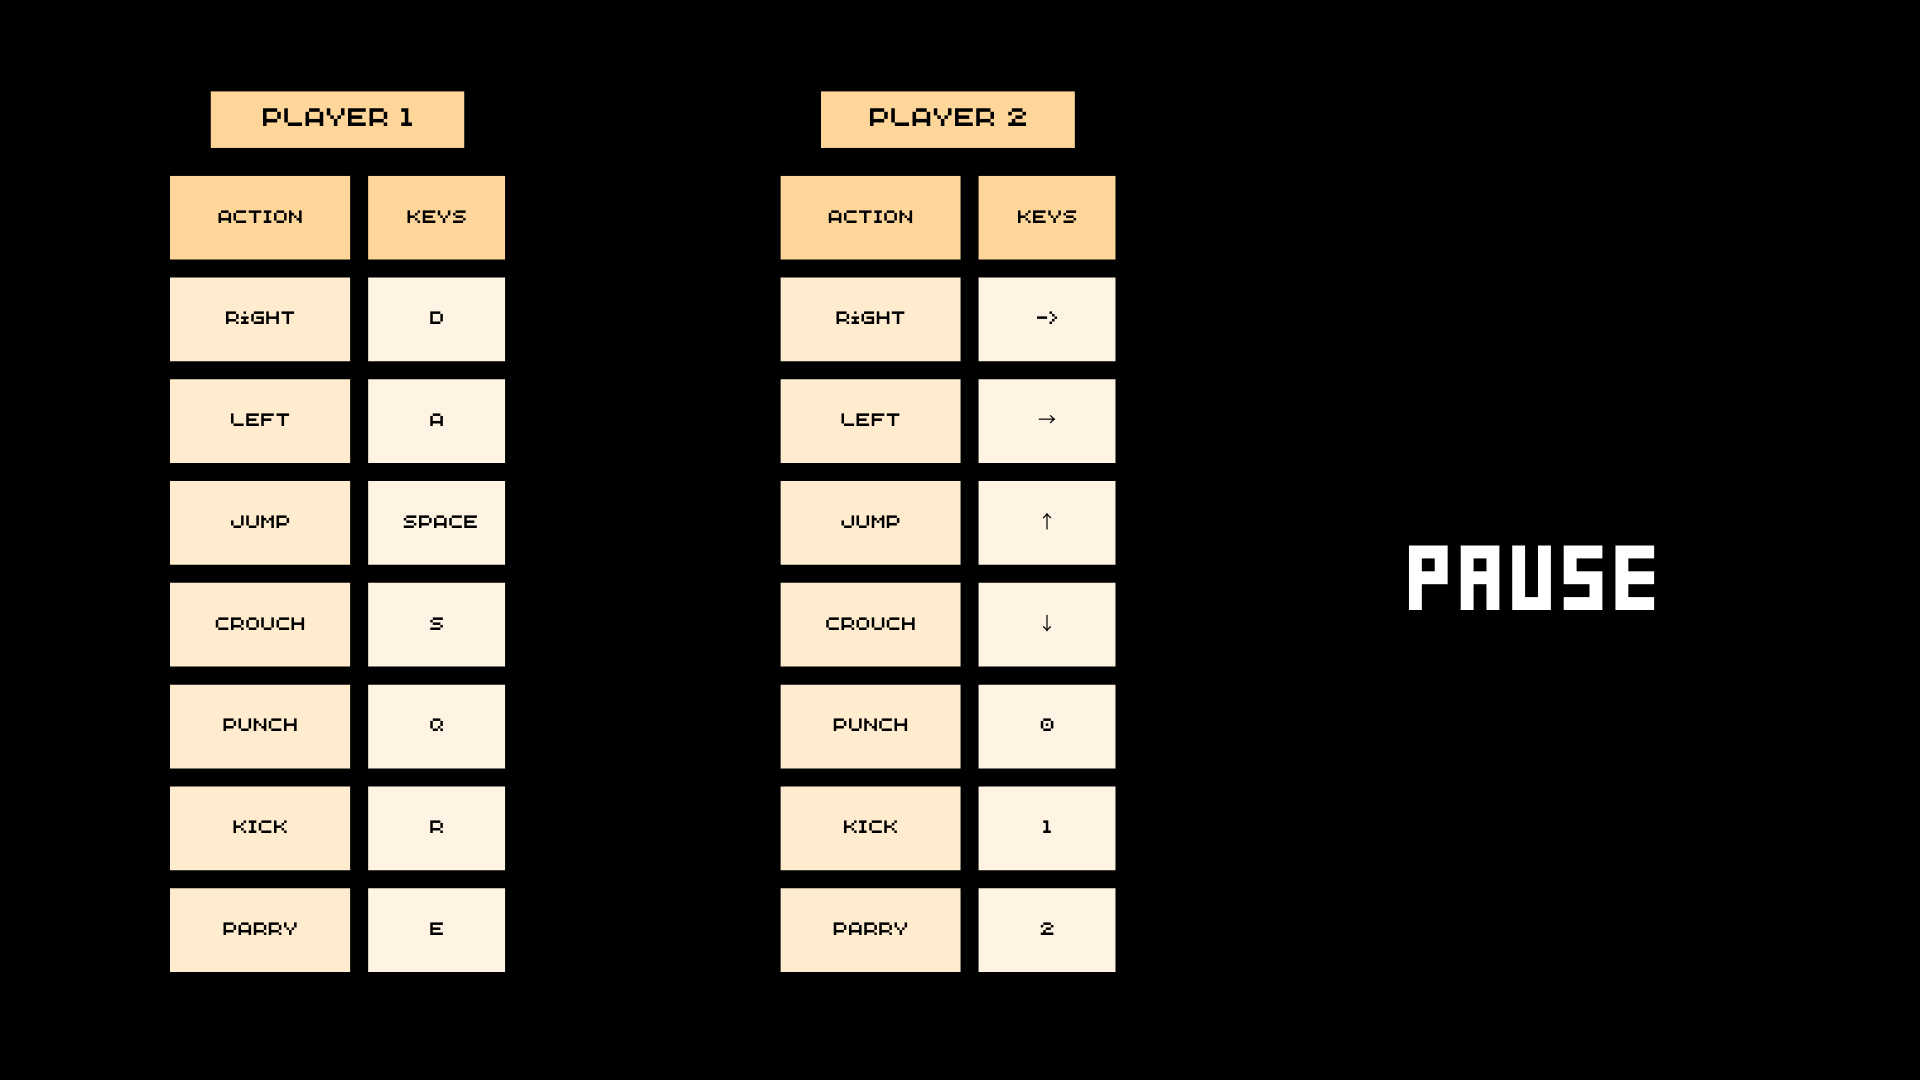 PLAYER 1
ACTION KEYS
RiGHT D
LEFT A
JUMP SPACE
CROUCH S
PUNCH Q
KICK R
PARRY E
PLAYER 2
ACTION KEYS
RiGHT ->
LEFT →
JUMP ↑
CROUCH ↓
PUNCH 0
KICK 1
PARRY 2
PAUSE